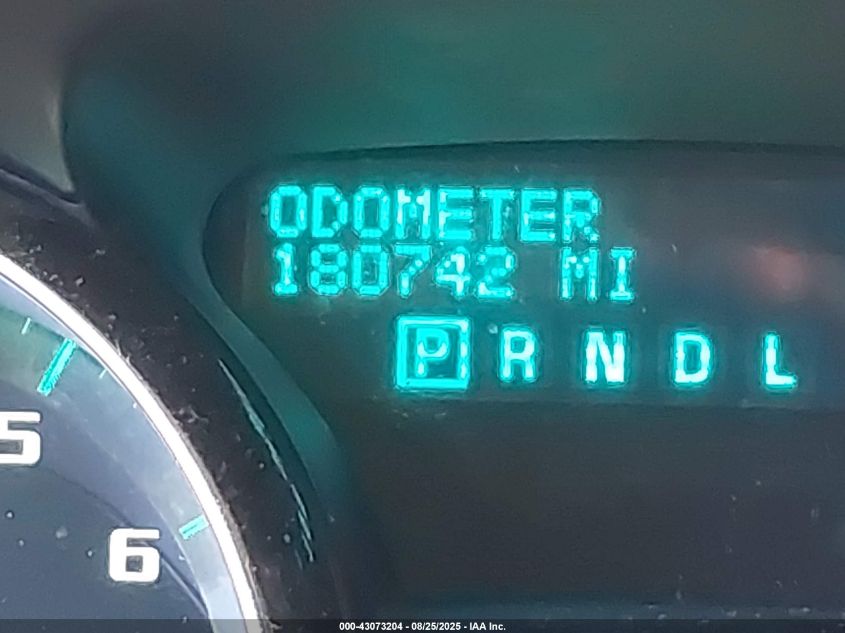 ODOMETER
180742 MI
P R N D L
5
6
000-43073204 - 08/25/2025 - IAA Inc.